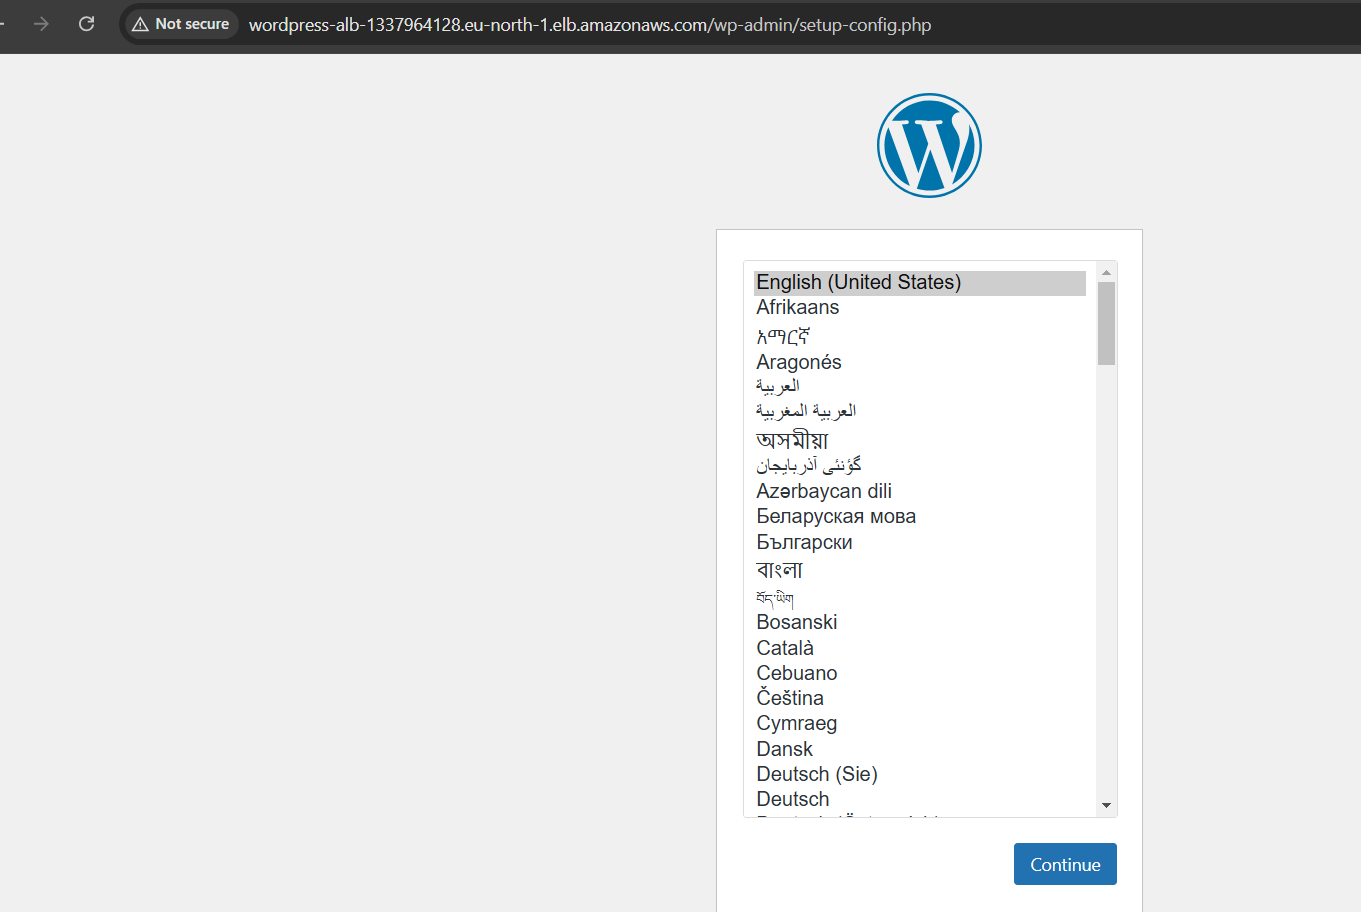 Not secure wordpress-alb-1337964128.eu-north-1.elb.amazonaws.com/wp-admin/setup-config.php
English (United States)
Afrikaans
አማርኛ
Aragonés
العربية
العربية المغربية
অসমীয়া
گؤنئی آذربایجان
Azərbaycan dili
Беларуская мова
Български
বাংলা
བོད་ཡིག
Bosanski
Català
Cebuano
Čeština
Cymraeg
Dansk
Deutsch (Sie)
Deutsch
Continue